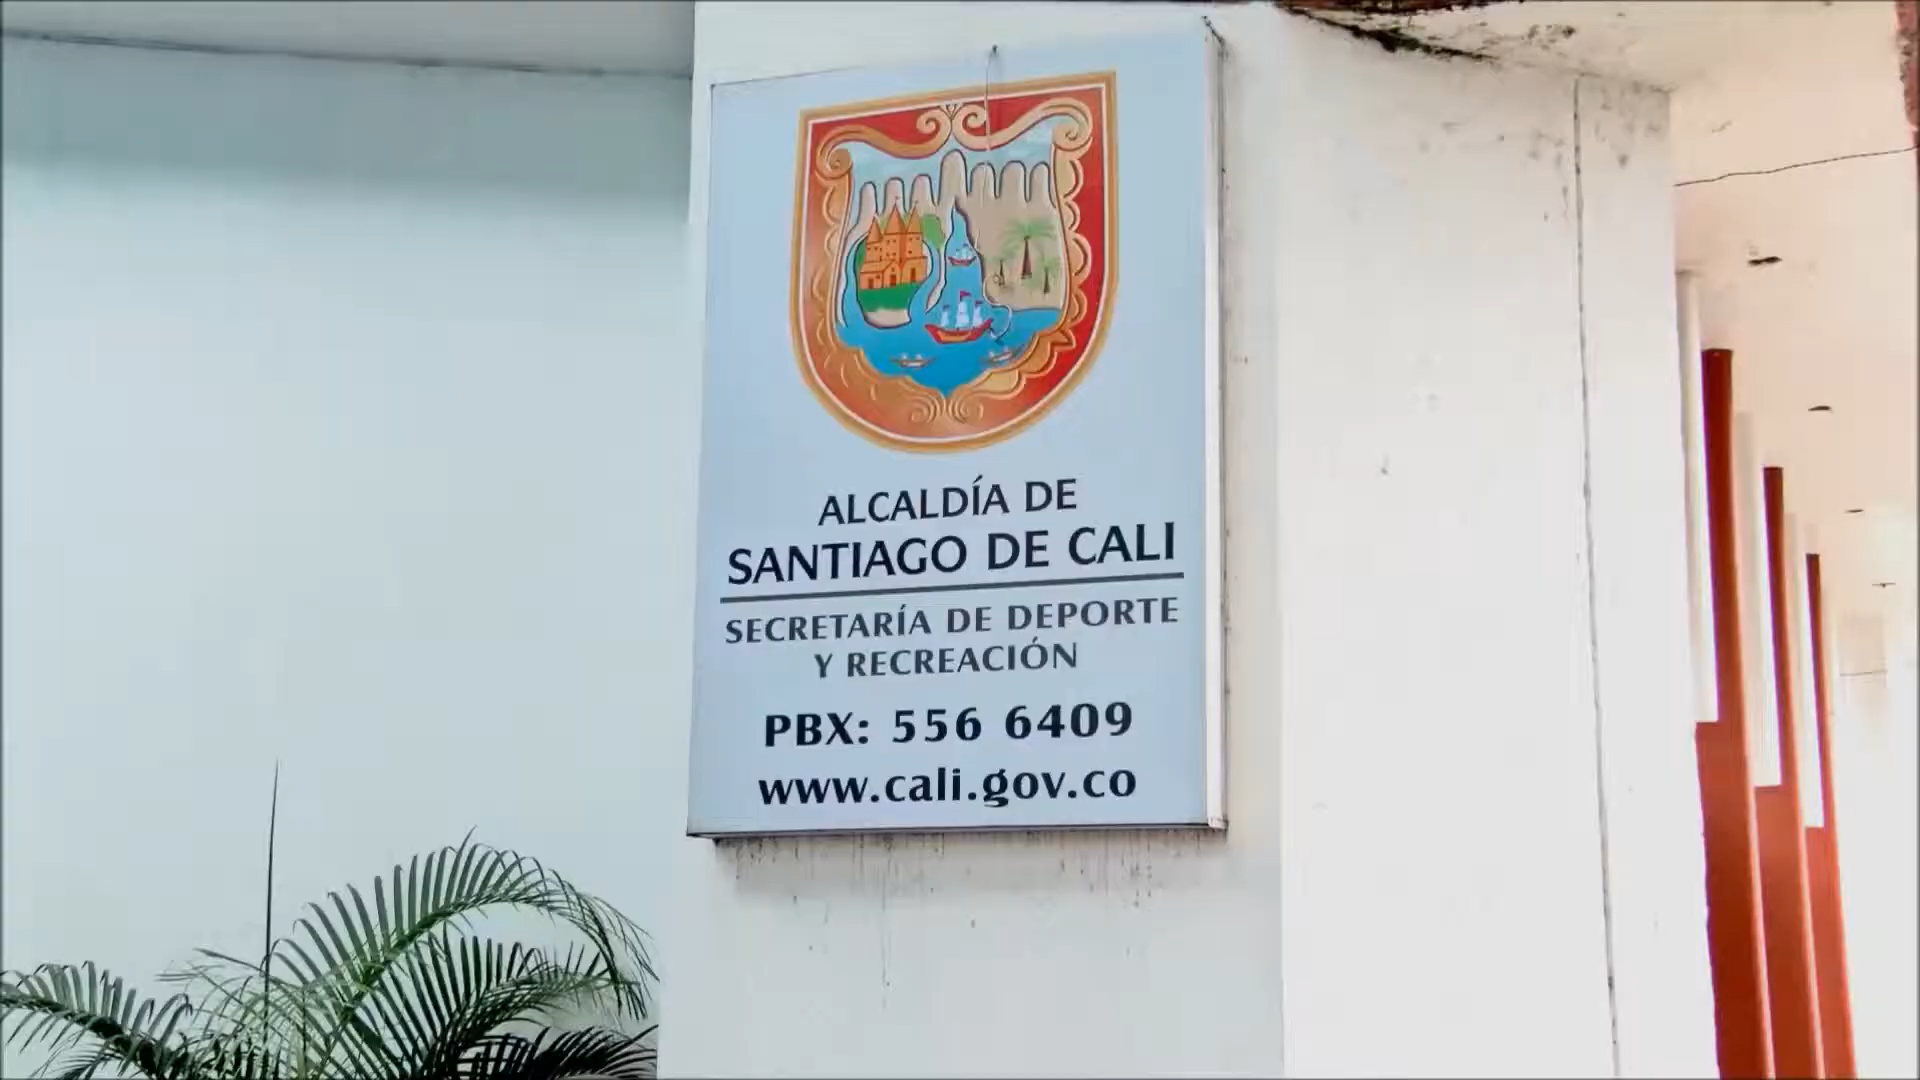 ALCALDÍA DE
SANTIAGO DE CALI
SECRETARÍA DE DEPORTE
Y RECREACIÓN
PBX: 556 6409
www.cali.gov.co